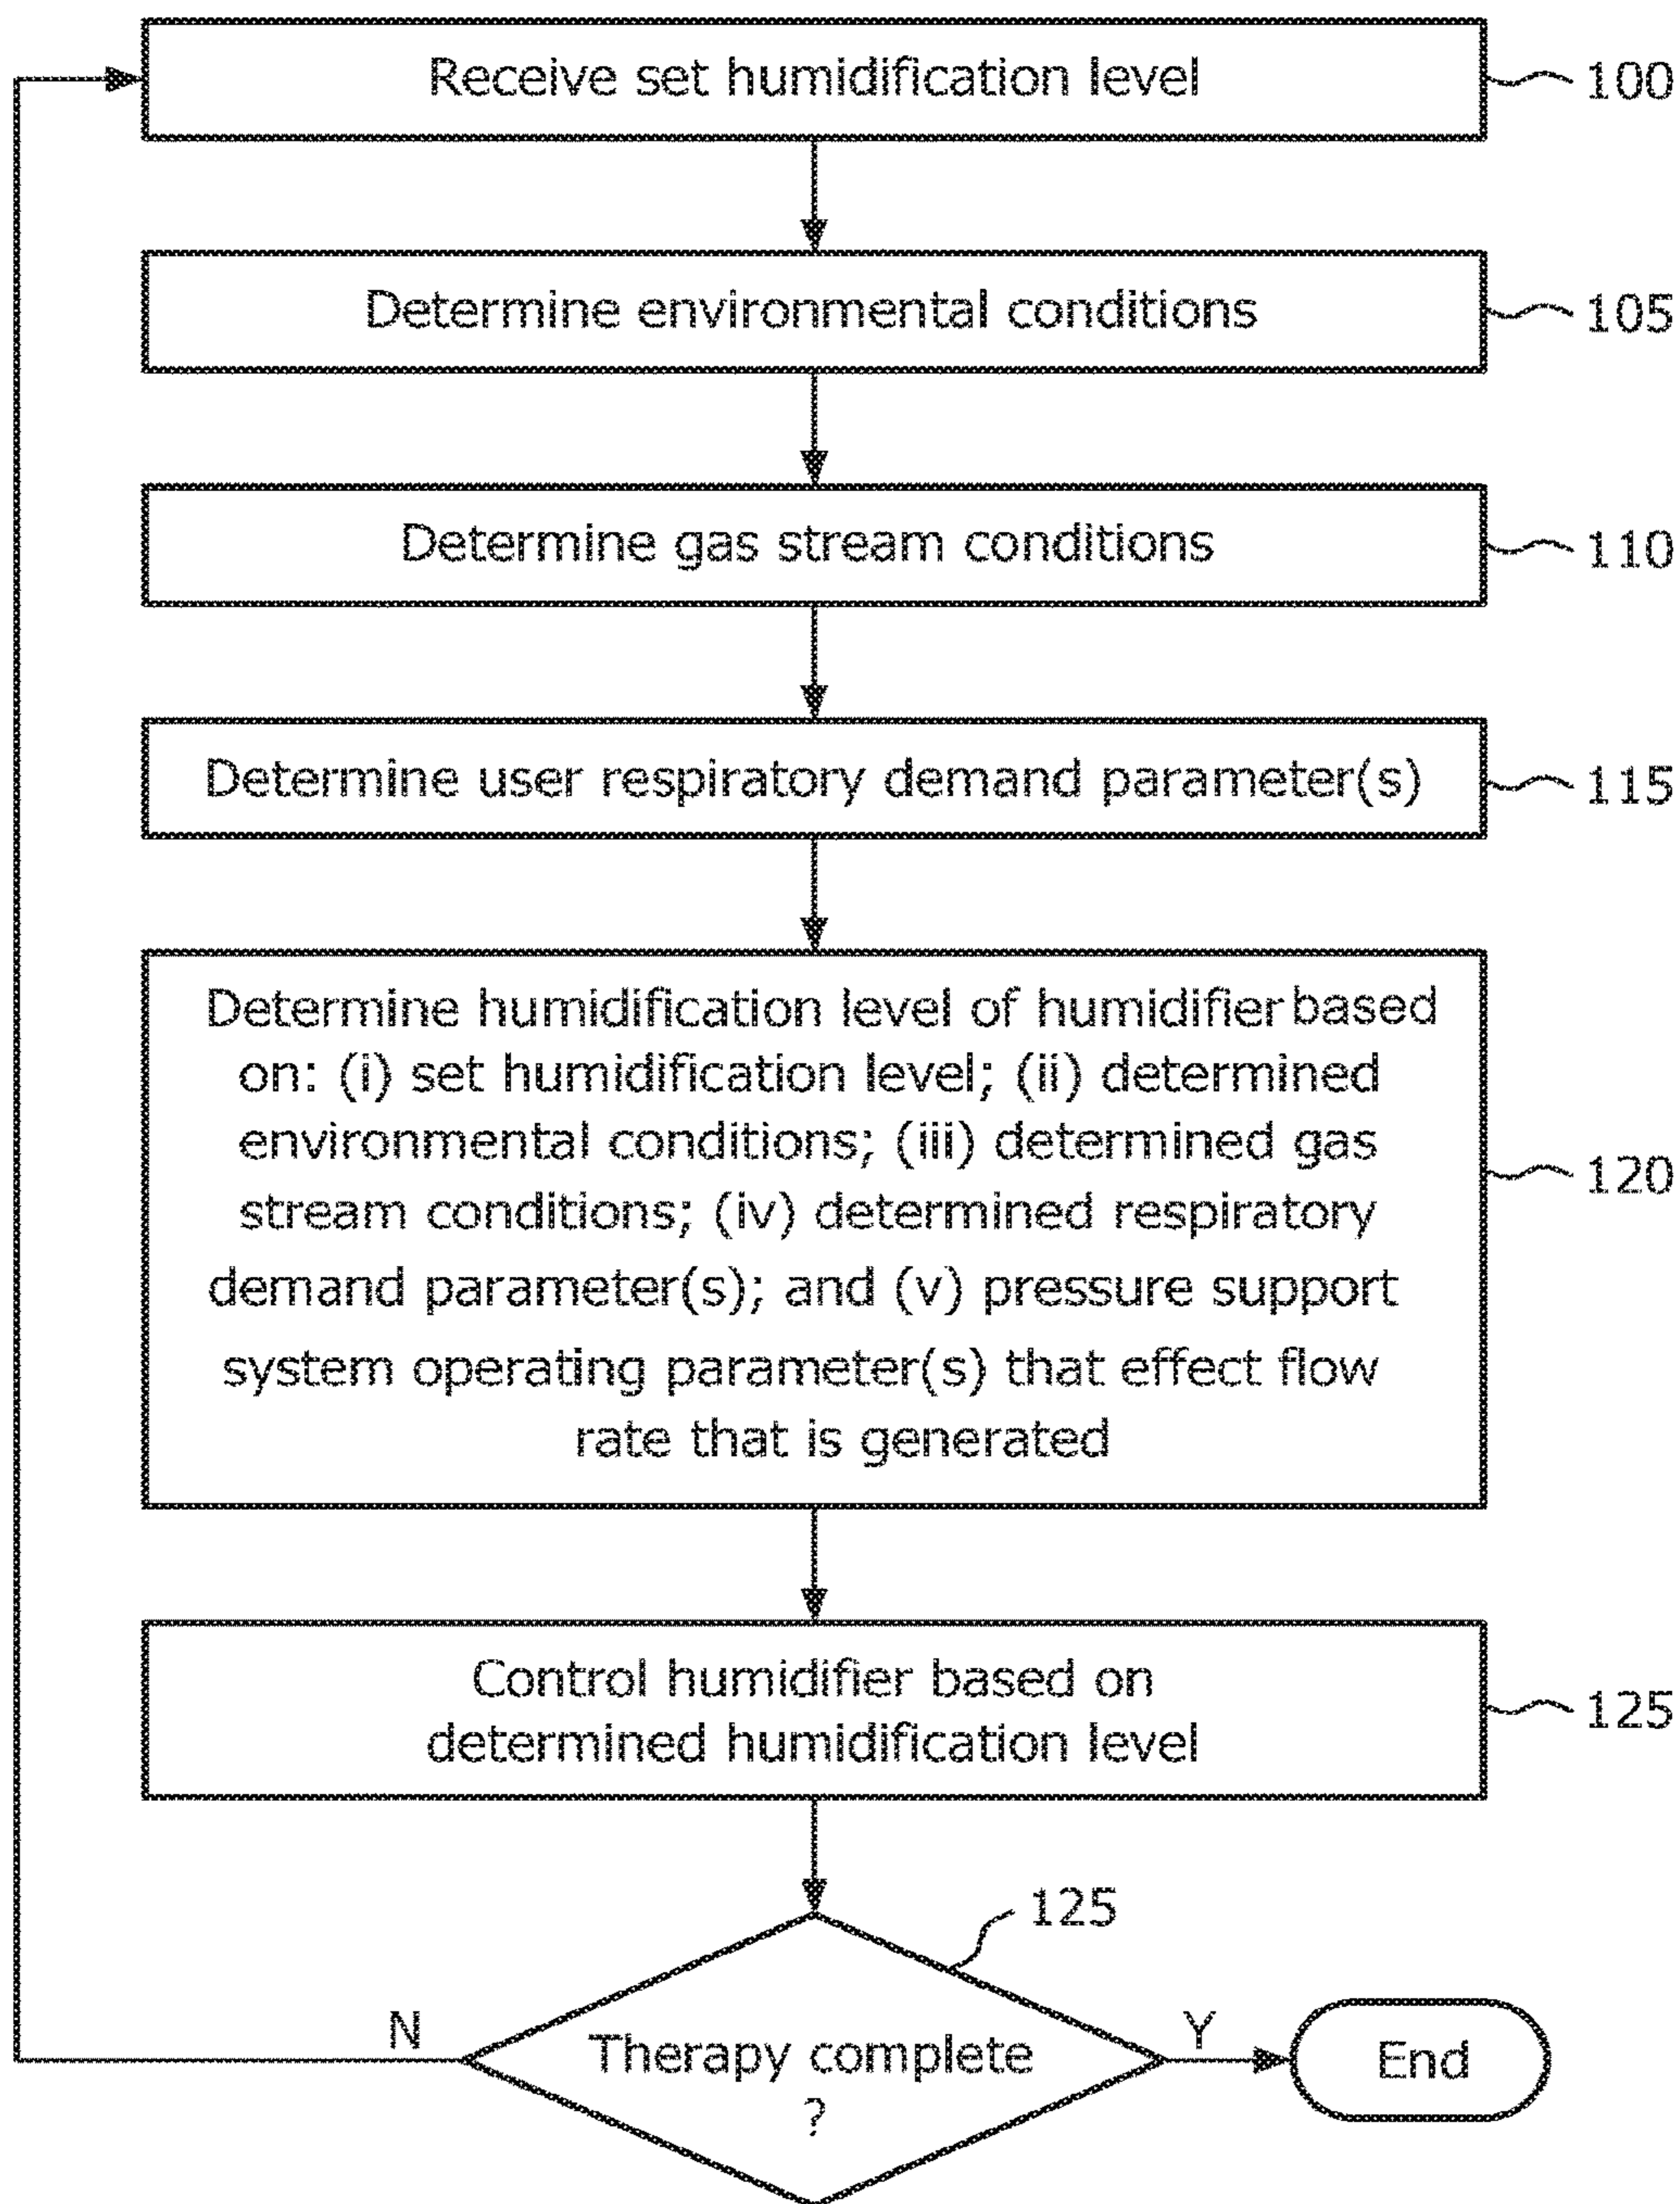 Receive set humidification level
100
Determine environmental conditions
105
Determine gas stream conditions
110
Determine user respiratory demand parameter(s)
115
Determine humidification level of humidifier based
on: (i) set humidification level; (ii) determined
environmental conditions; (iii) determined gas
stream conditions; (iv) determined respiratory
demand parameter(s); and (v) pressure support
system operating parameter(s) that effect flow
rate that is generated
120
Control humidifier based on
determined humidification level
125
125
N
Therapy complete
?
Y
End